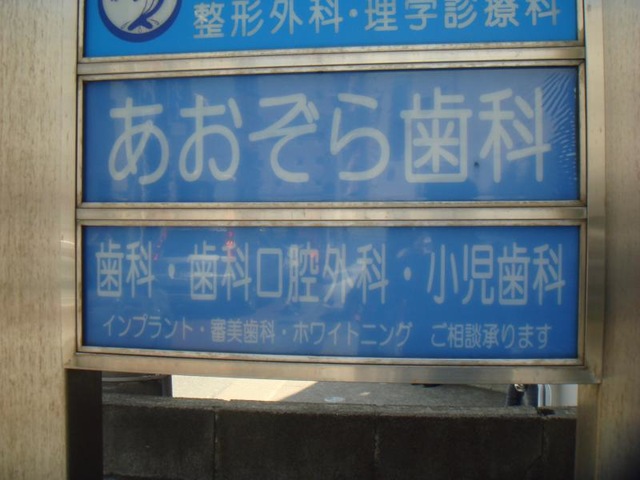 整形外科・理学診療科
あおぞら歯科
歯科・歯科口腔外科・小児歯科
インプラント・審美歯科・ホワイトニング ご相談承ります